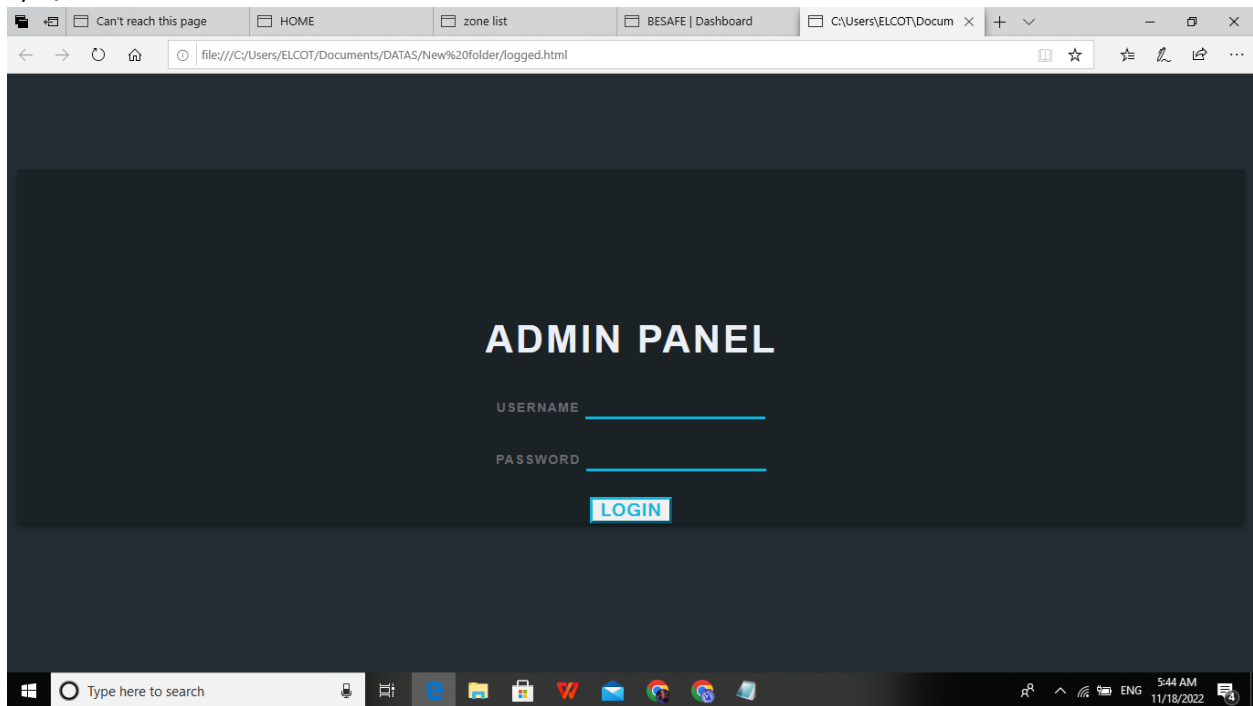 Can't reach this page
HOME
zone list
BESAFE | Dashboard
C:\Users\ELCOT\Docum
file:///C:/Users/ELCOT/Documents/DATAS/New%20folder/logged.html
ADMIN PANEL
USERNAME
PASSWORD
LOGIN
Type here to search
ENG
5:44 AM
11/18/2022
4